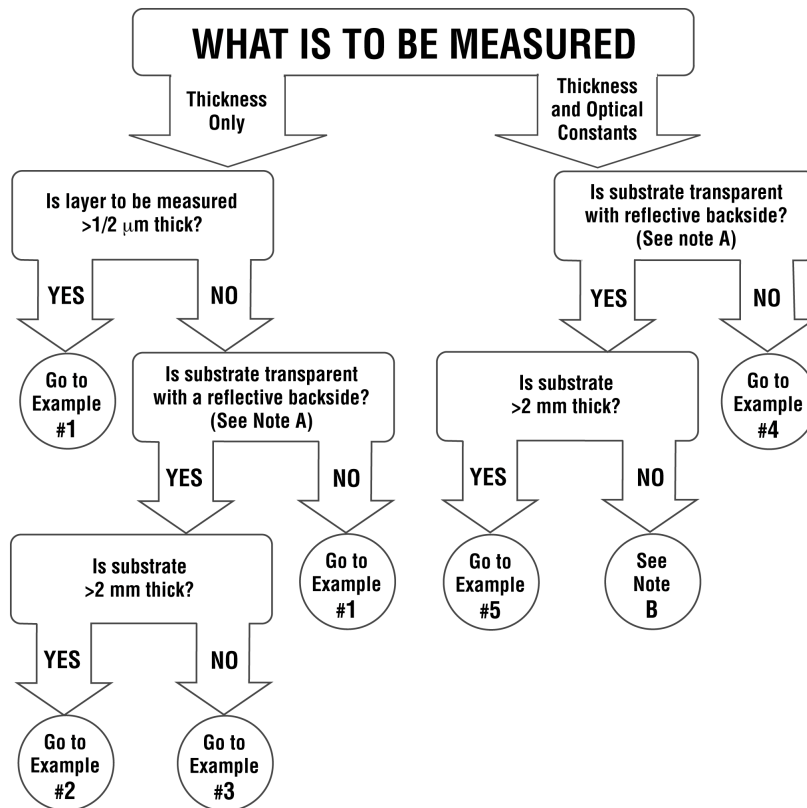 WHAT IS TO BE MEASURED
Thickness
Only
Thickness
and Optical
Constants
Is layer to be measured
>1/2 μm thick?
Is substrate transparent
with reflective backside?
(See note A)
YES
NO
YES
NO
Go to
Example
#1
Is substrate transparent
with a reflective backside?
(See Note A)
Is substrate
>2 mm thick?
Go to
Example
#4
YES
NO
YES
NO
Is substrate
>2 mm thick?
Go to
Example
#1
Go to
Example
#5
See
Note
B
YES
NO
Go to
Example
#2
Go to
Example
#3